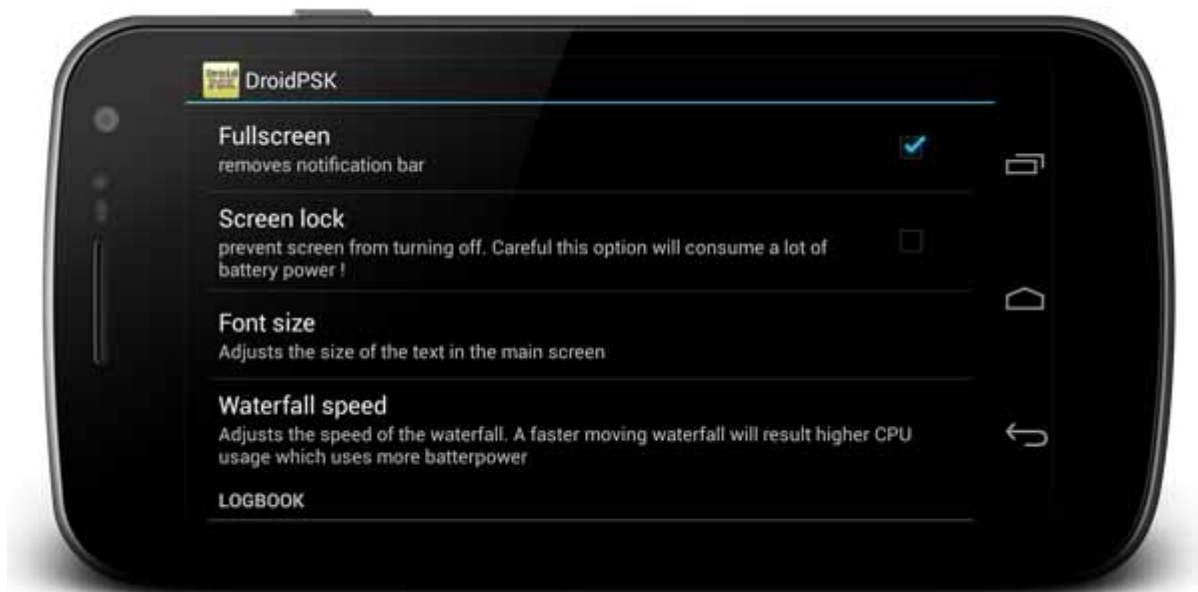 DroidPSK
Fullscreen
removes notification bar
Screen lock
prevent screen from turning off. Careful this option will consume a lot of
battery power !
Font size
Adjusts the size of the text in the main screen
Waterfall speed
Adjusts the speed of the waterfall. A faster moving waterfall will result higher CPU
usage which uses more batterpower
LOGBOOK